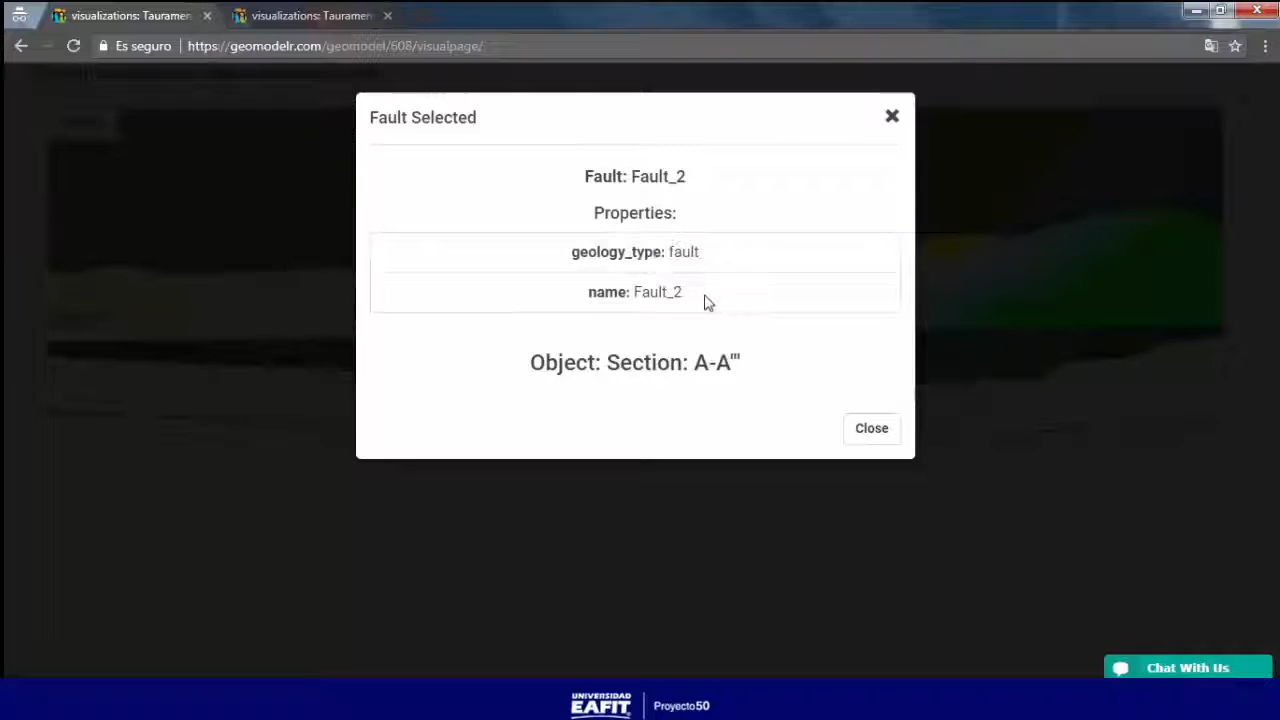 visualizations: Tauramen
visualizations: Tauramen
Es seguro
https://geomodelr.com/geomodel/608/visualpage/
Fault Selected
Fault: Fault_2
Properties:
geology_type: fault
name: Fault_2
Object: Section: A-A'''
Close
Chat With Us
UNIVERSIDAD
EAFIT
Proyecto50